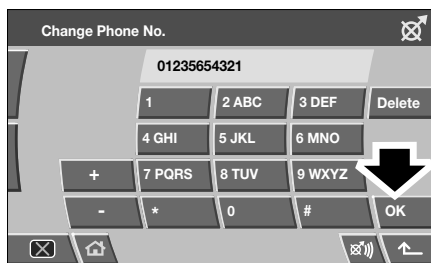 Change Phone No.
01235654321
1 2 ABC 3 DEF Delete
4 GHI 5 JKL 6 MNO
+ 7 PQRS 8 TUV 9 WXYZ
- * 0 # OK